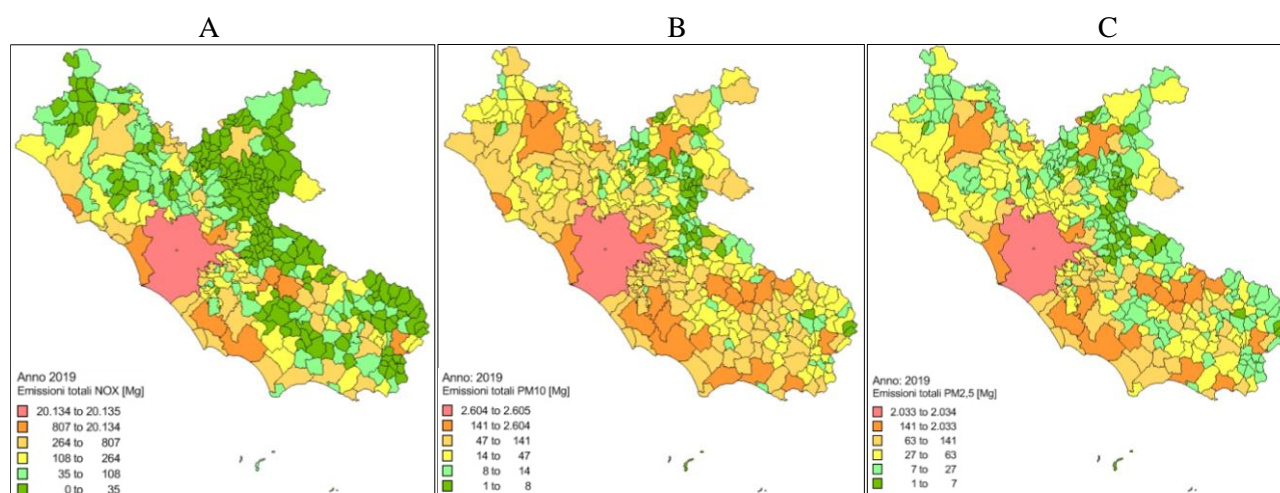 A
B
C
Anno 2019
Emissioni totali NOX [Mg]
20.134 to 20.135
807 to 20.134
264 to 807
108 to 264
35 to 108
0 to 35
Anno: 2019
Emissioni totali PM10 [Mg]
2.604 to 2.605
141 to 2.604
47 to 141
14 to 47
8 to 14
1 to 8
Anno: 2019
Emissioni totali PM2,5 [Mg]
2.033 to 2.034
141 to 2.033
63 to 141
27 to 63
7 to 27
1 to 7